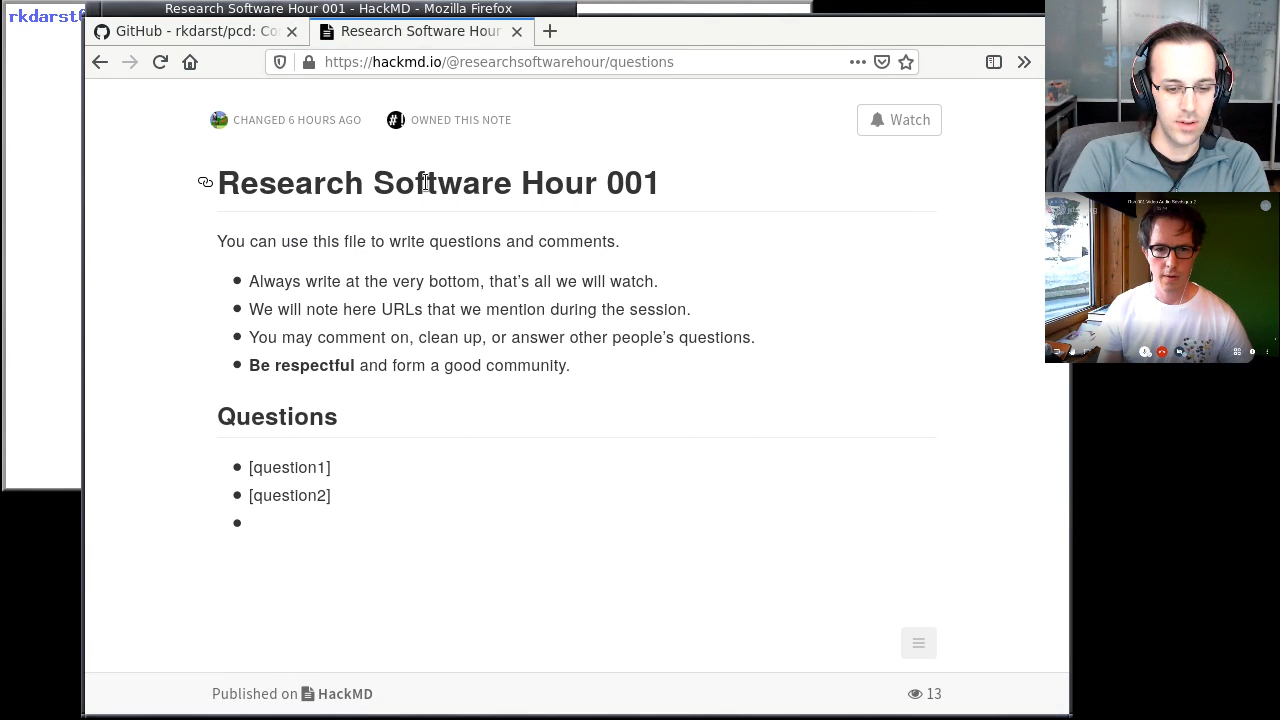 Research Software Hour 001 - HackMD - Mozilla Firefox
rkdarst
GitHub - rkdarst/pcd: Co
Research Software Hour
https://hackmd.io/@researchsoftwarehour/questions
CHANGED 6 HOURS AGO
OWNED THIS NOTE
Watch
Research Software Hour 001
You can use this file to write questions and comments.
Always write at the very bottom, that’s all we will watch.
We will note here URLs that we mention during the session.
You may comment on, clean up, or answer other people’s questions.
Be respectful and form a good community.
Questions
[question1]
[question2]
Published on HackMD
13